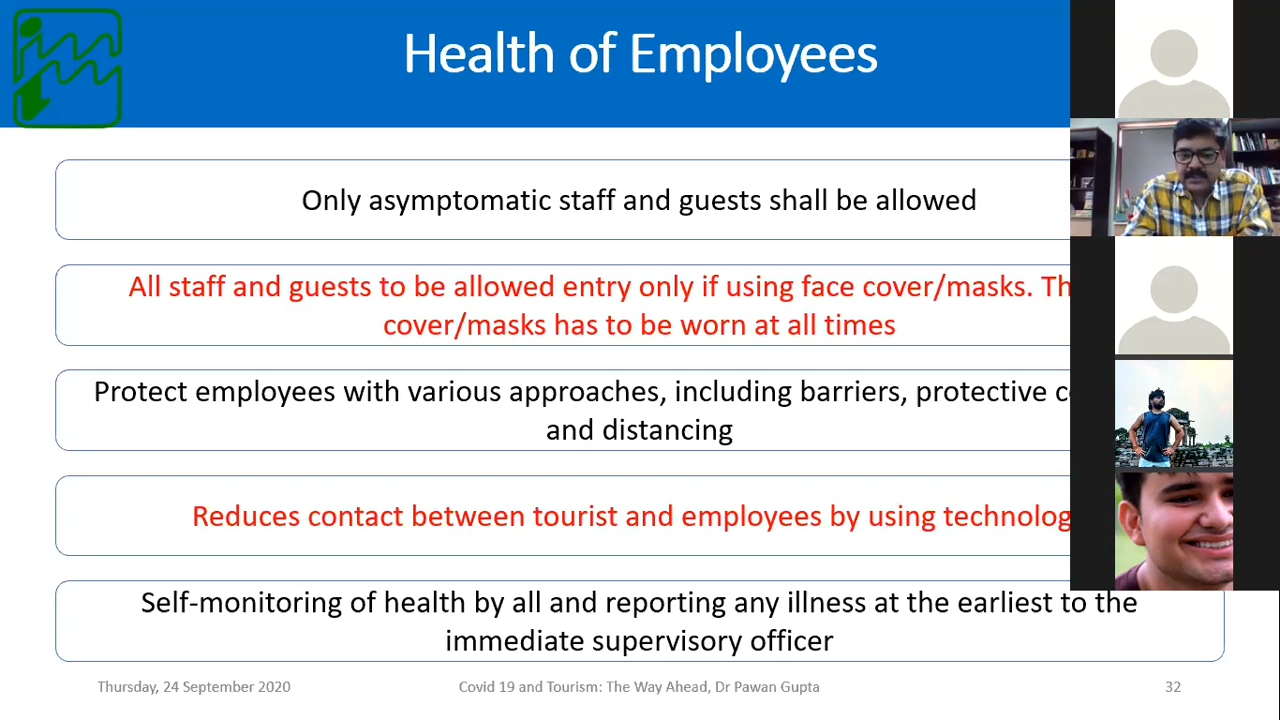 Health of Employees
Only asymptomatic staff and guests shall be allowed
All staff and guests to be allowed entry only if using face cover/masks.
cover/masks has to be worn at all times
Protect employees with various approaches, including barriers, protective
and distancing
Reduces contact between tourist and employees by using
Self-monitoring of health by all and reporting any illness at the earliest to the
immediate supervisory officer
Thursday, 24 September 2020
Covid 19 and Tourism: The Way Ahead, Dr Pawan Gupta
32